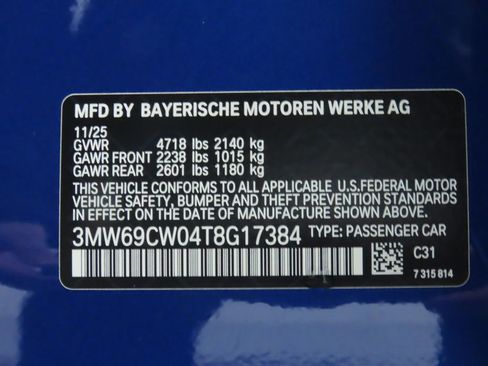 MFD BY BAYERISCHE MOTOREN WERKE AG
11/25
GVWR 4718 lbs 2140 kg
GAWR FRONT 2238 lbs 1015 kg
GAWR REAR 2601 lbs 1180 kg
THIS VEHICLE CONFORMS TO ALL APPLICABLE U.S.FEDERAL MOTOR
VEHICLE SAFETY, BUMPER AND THEFT PREVENTION STANDARDS
IN EFFECT ON THE DATE OF MANUFACTURE SHOWN ABOVE.
3MW69CW04T8G17384 TYPE: PASSENGER CAR
C31
7 315 814